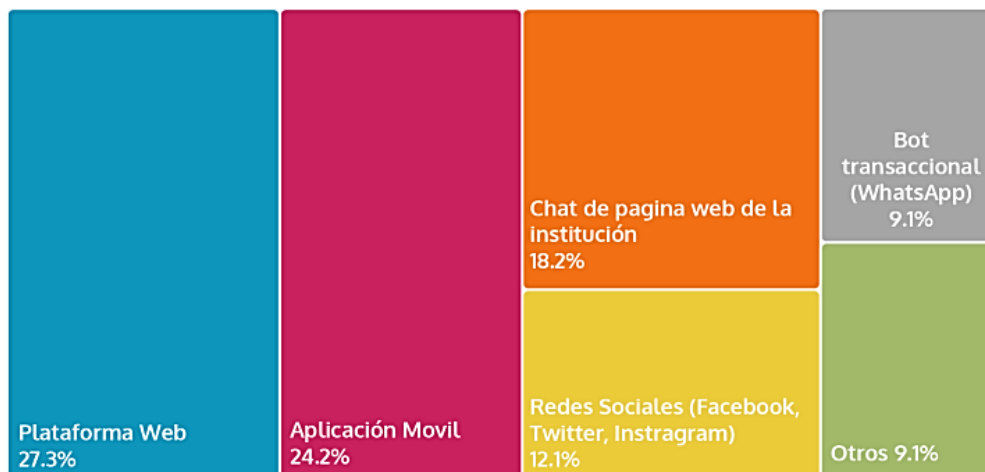 Plataforma Web
27.3%
Aplicación Movil
24.2%
Chat de pagina web de la
institución
18.2%
Redes Sociales (Facebook,
Twitter, Instragram)
12.1%
Bot
transaccional
(WhatsApp)
9.1%
Otros 9.1%